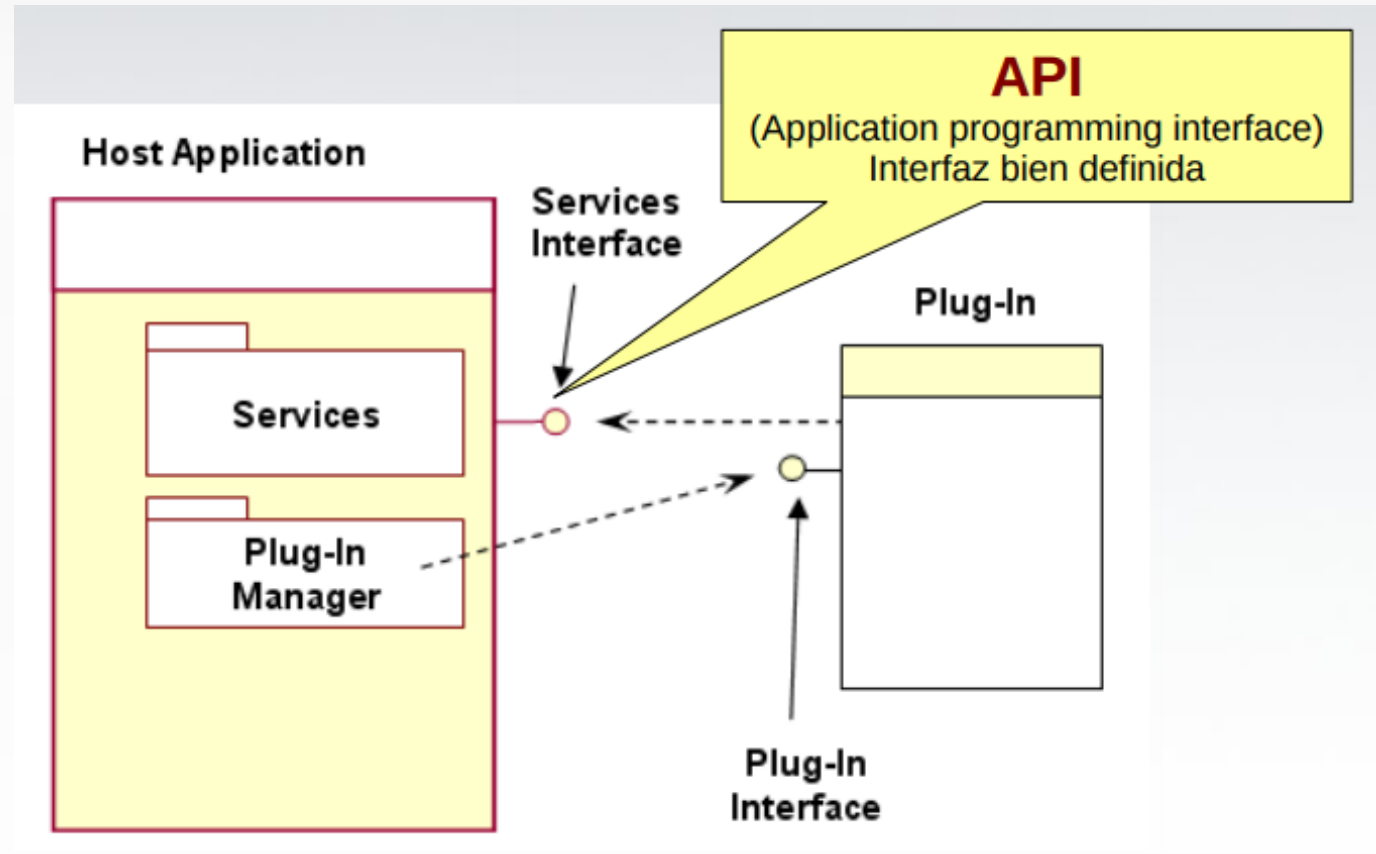 API
(Application programming interface)
Interfaz bien definida
Host Application
Services
Interface
Plug-In
Services
Plug-In
Manager
Plug-In
Interface